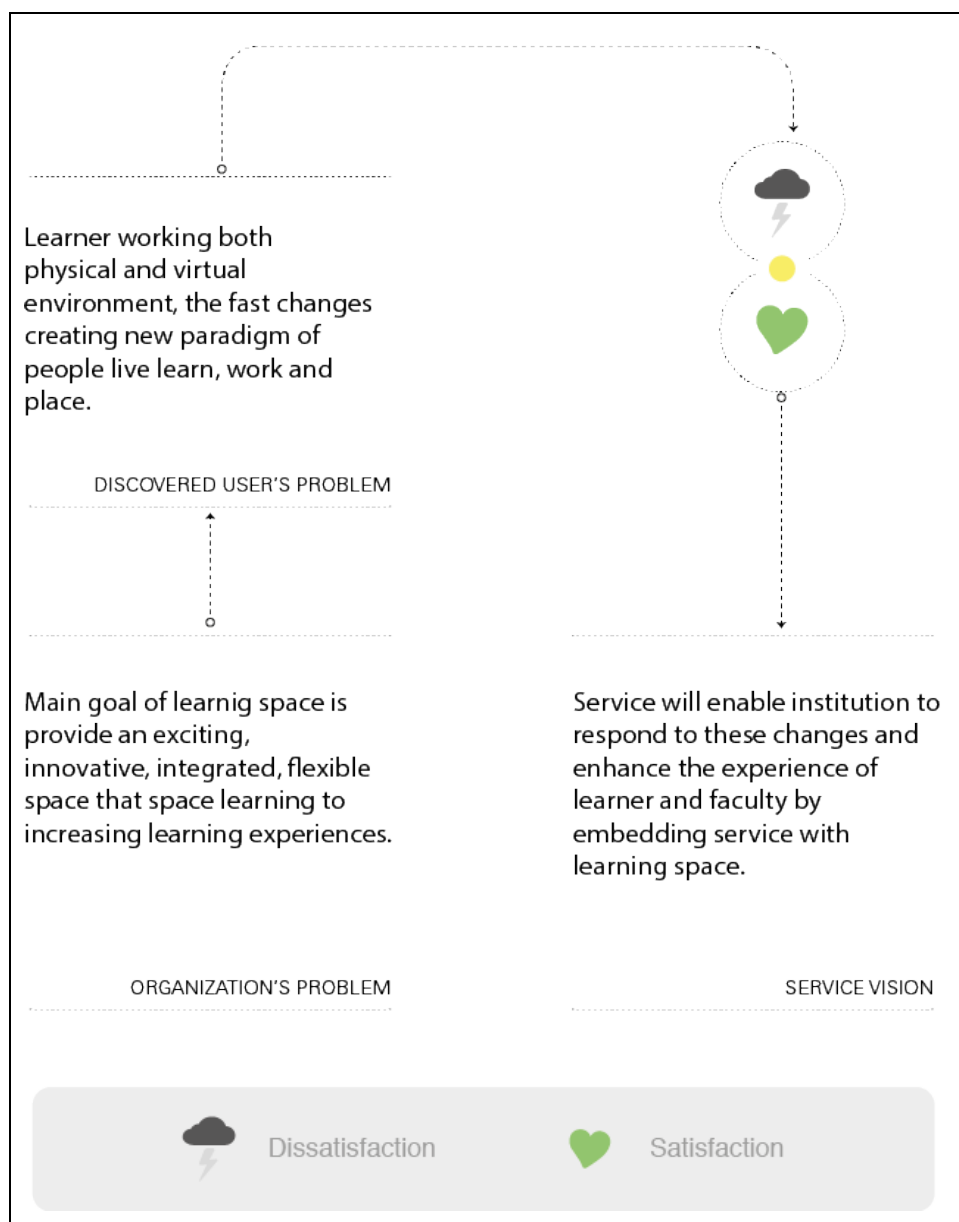 Learner working both
physical and virtual
environment, the fast changes
creating new paradigm of
people live learn, work and
place.
DISCOVERED USER'S PROBLEM
Main goal of learnig space is
provide an exciting,
innovative, integrated, flexible
space that space learning to
increasing learning experiences.
ORGANIZATION'S PROBLEM
Service will enable institution to
respond to these changes and
enhance the experience of
learner and faculty by
embedding service with
learning space.
SERVICE VISION
Dissatisfaction
Satisfaction